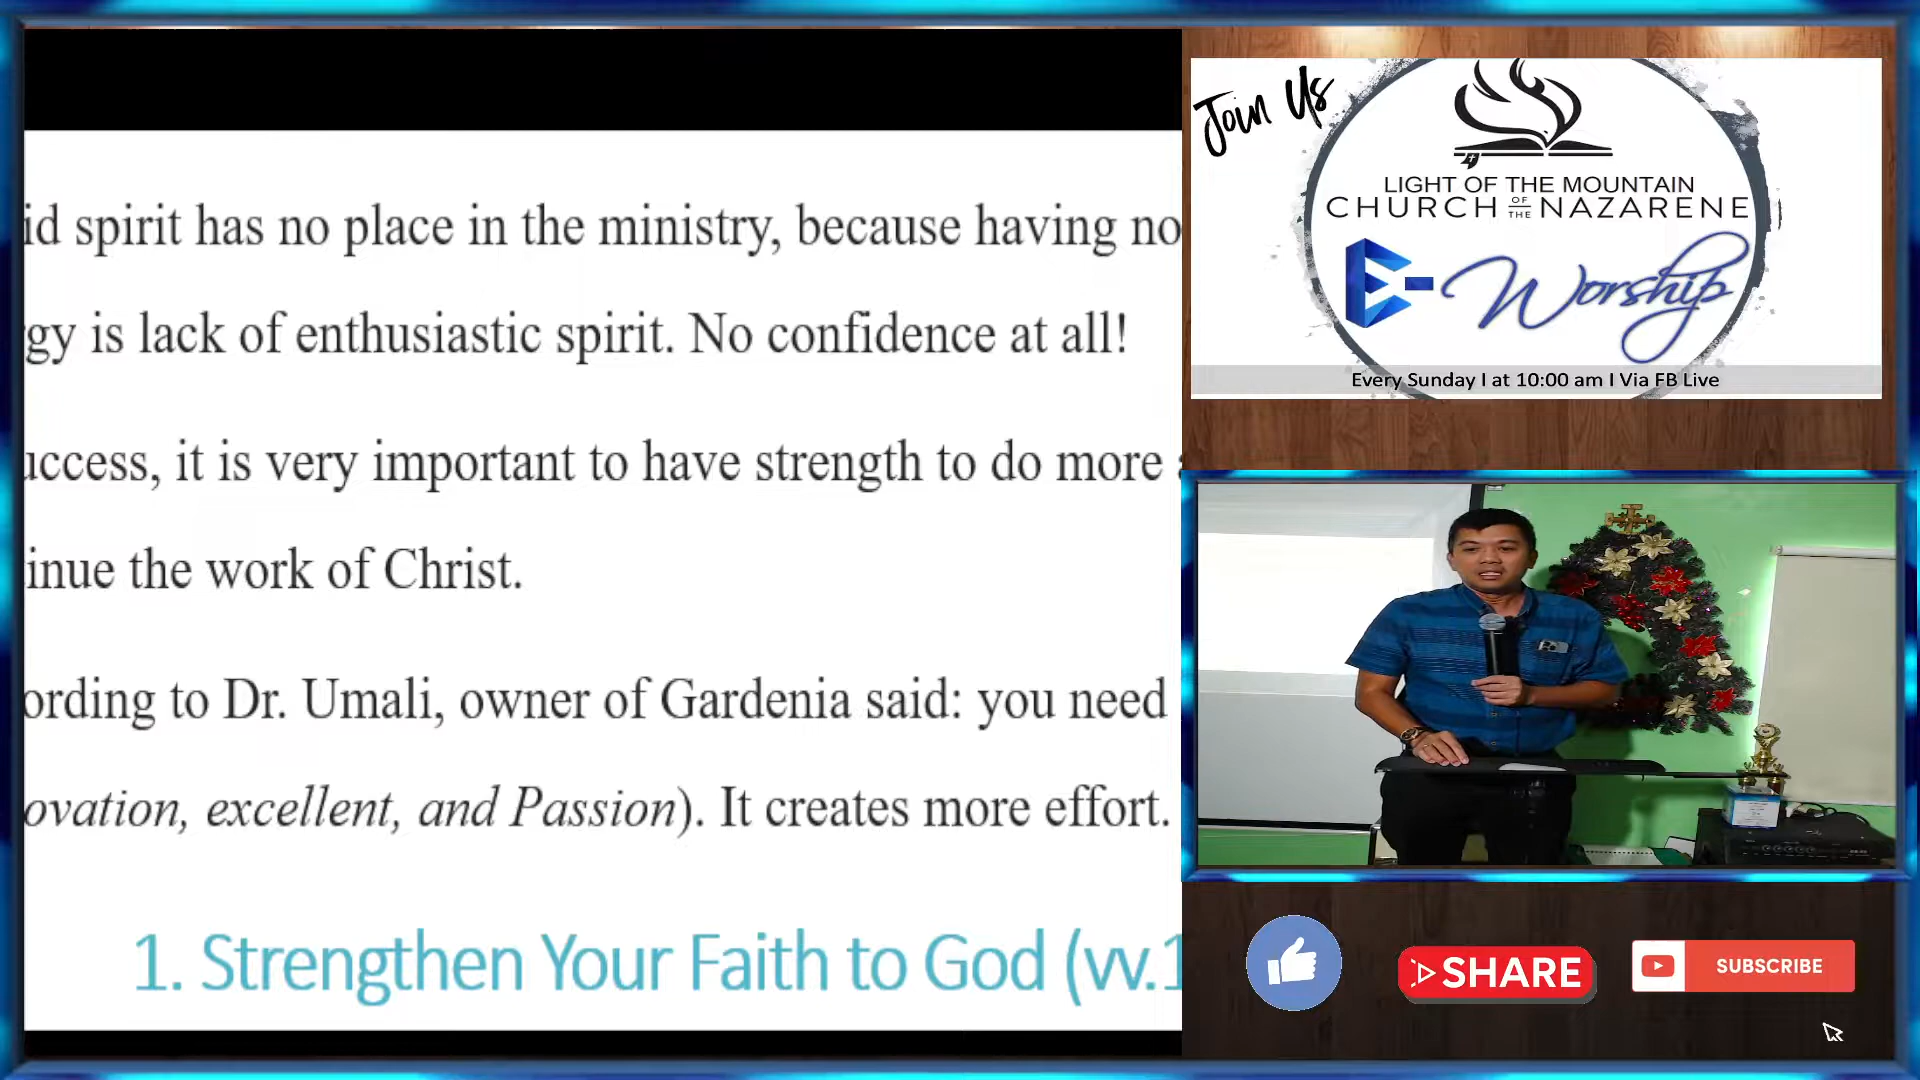 id spirit has no place in the ministry, because having no
gy is lack of enthusiastic spirit. No confidence at all!
uccess, it is very important to have strength to do more
inue the work of Christ.
ording to Dr. Umali, owner of Gardenia said: you need
ovation, excellent, and Passion). It creates more effort.
1. Strengthen Your Faith to God (vv.1
Join Us
LIGHT OF THE MOUNTAIN
CHURCH OF THE NAZARENE
E-Worship
Every Sunday I at 10:00 am I Via FB Live
SHARE
SUBSCRIBE